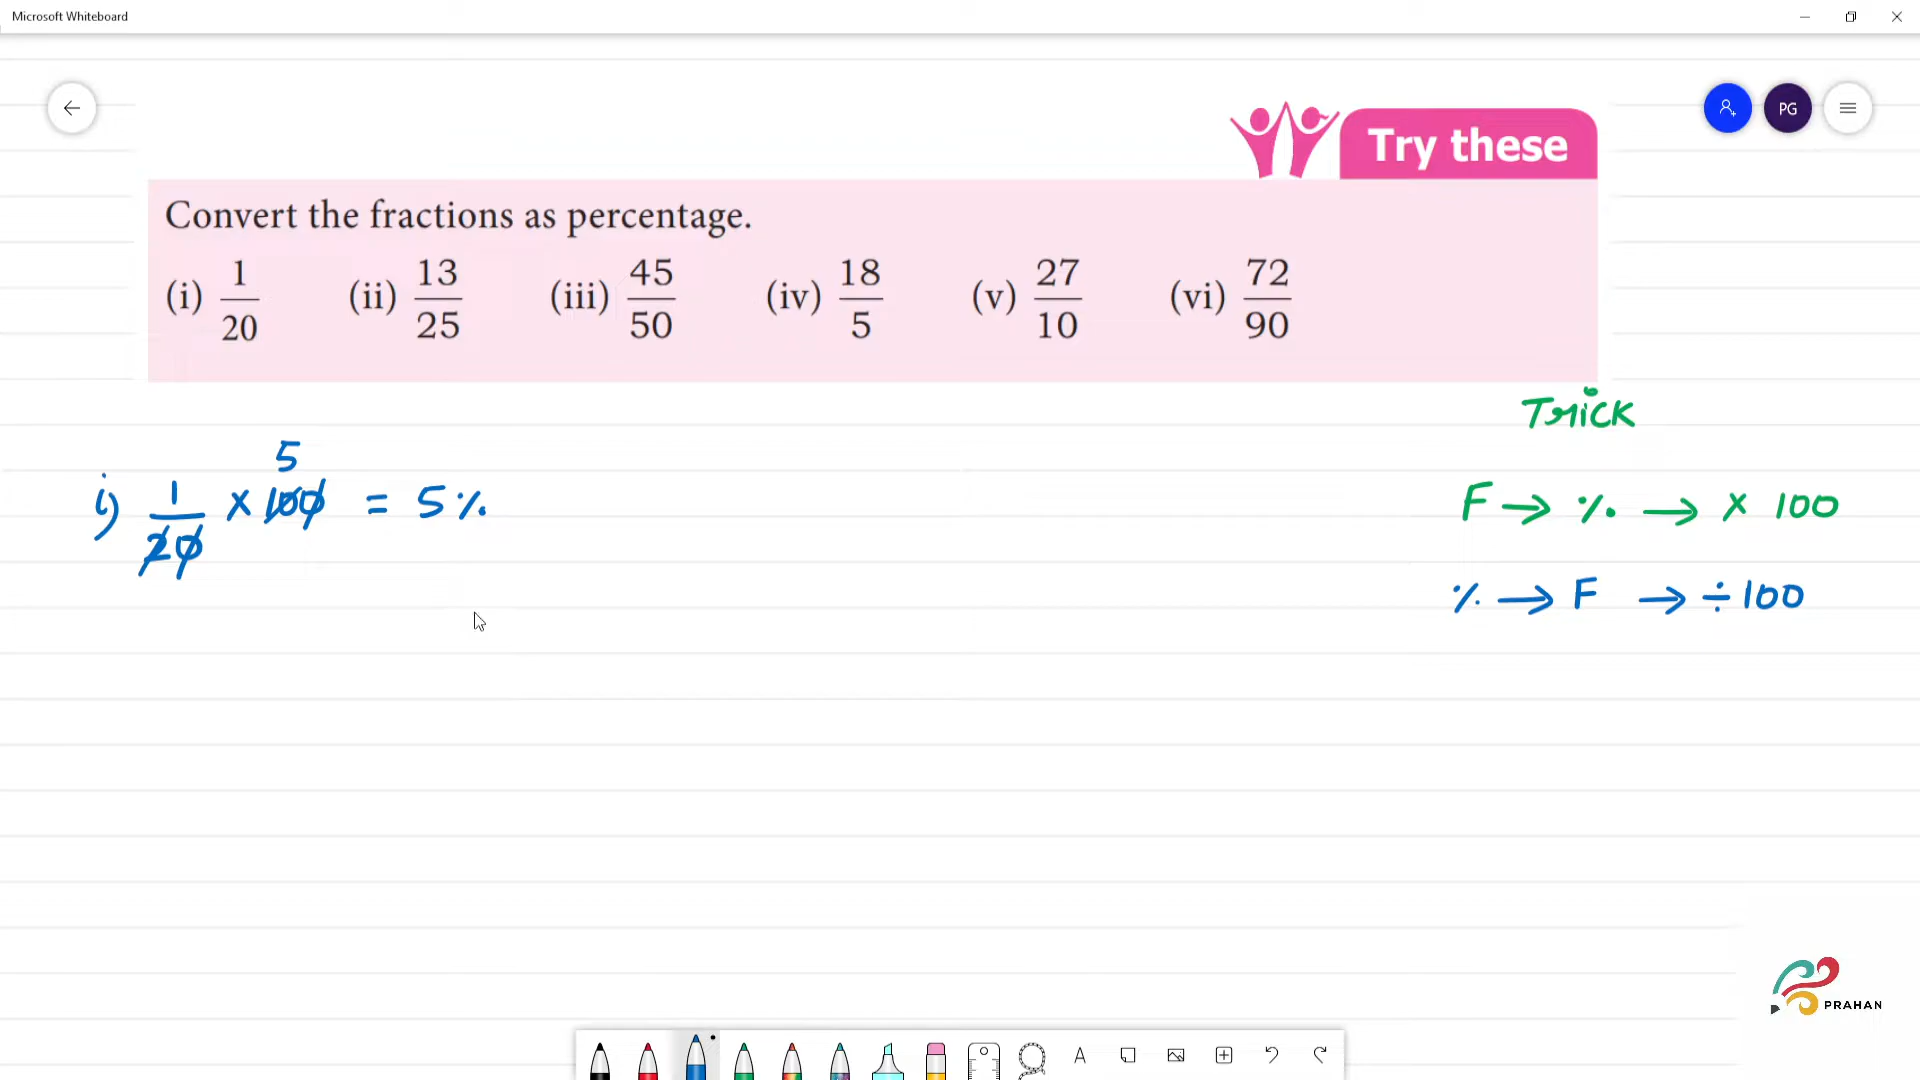 Microsoft Whiteboard
PG
Try these
Convert the fractions as percentage.
(i) 1/20 (ii) 13/25 (iii) 45/50 (iv) 18/5 (v) 27/10 (vi) 72/90
Trick
5
i) 1/20 × 100 = 5 %
F → % → × 100
% → F → ÷ 100
PRAHAN
A